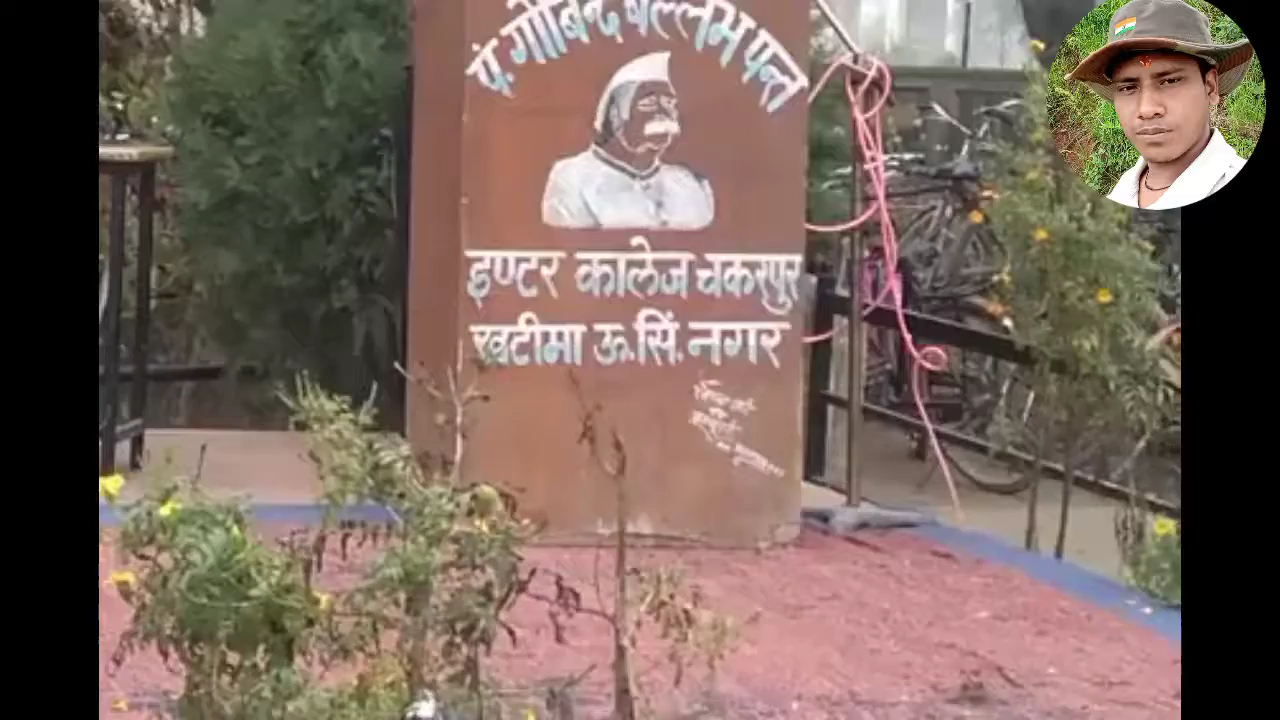 पं. गोबिन्द बल्लभ पन्त
इण्टर कालेज चकरपुर
खटीमा ऊ. सिं. नगर